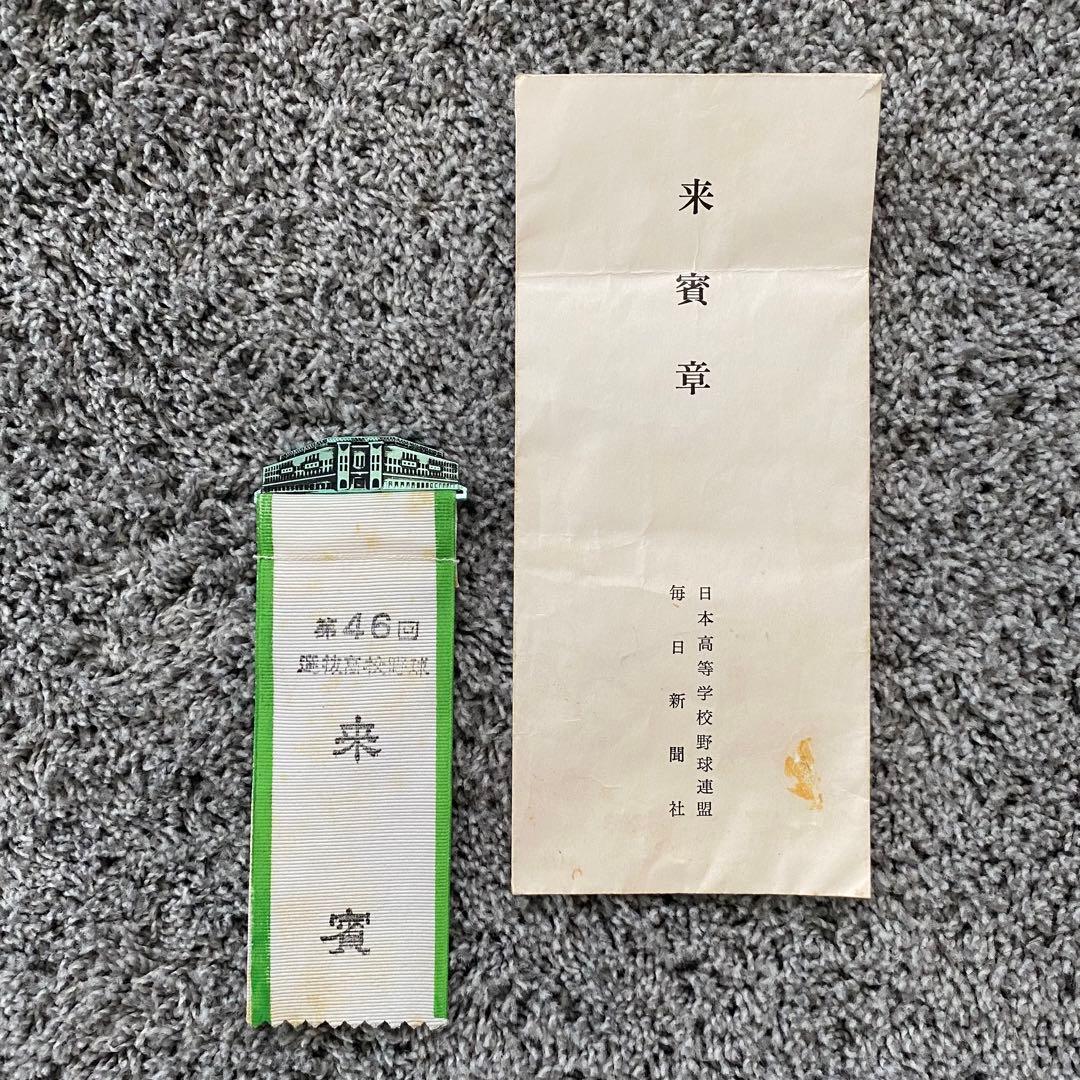 来賓章
日本高等学校野球連盟
毎日新聞社
第46回
選抜高校野球
来賓